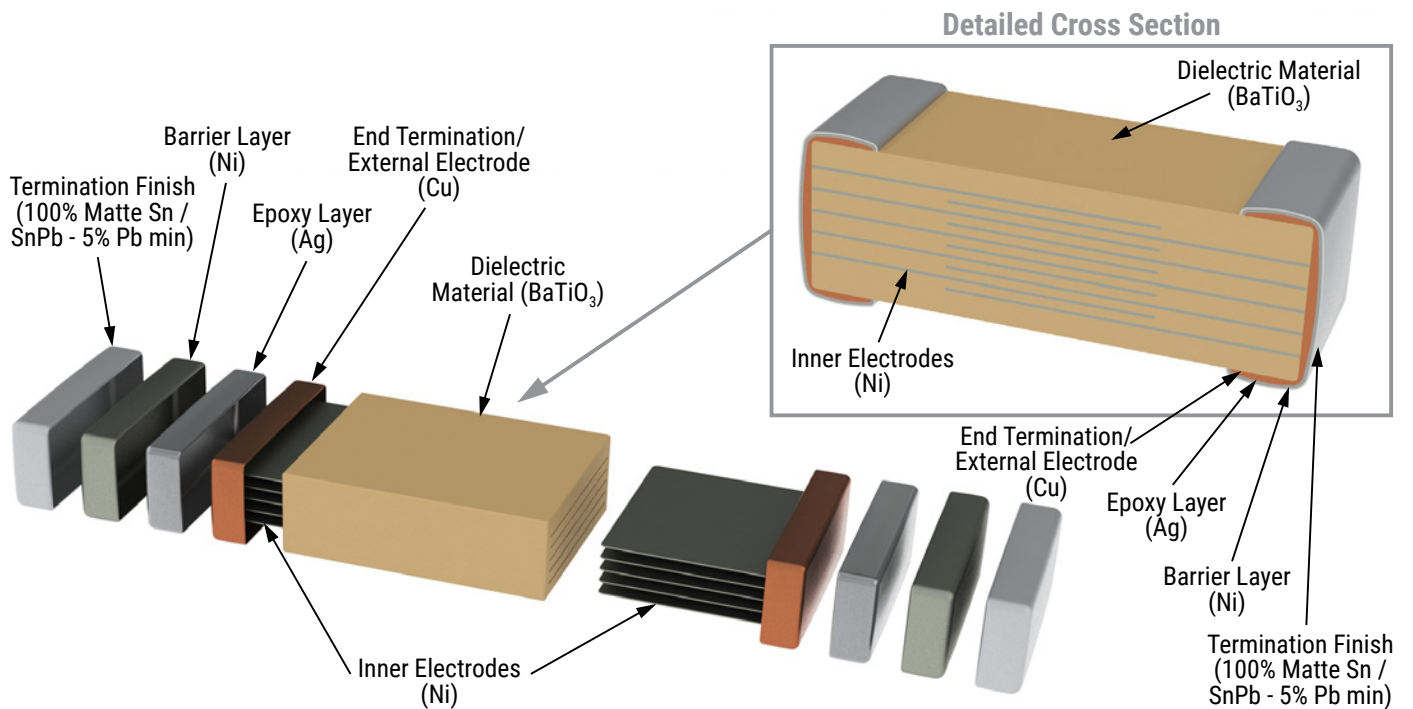 Detailed Cross Section
Dielectric Material
(BaTiO₃)
Inner Electrodes
(Ni)
End Termination/
External Electrode
(Cu)
Epoxy Layer
(Ag)
Barrier Layer
(Ni)
Termination Finish
(100% Matte Sn /
SnPb - 5% Pb min)
Termination Finish
(100% Matte Sn /
SnPb - 5% Pb min)
Barrier Layer
(Ni)
Epoxy Layer
(Ag)
End Termination/
External Electrode
(Cu)
Dielectric
Material (BaTiO₃)
Inner Electrodes
(Ni)